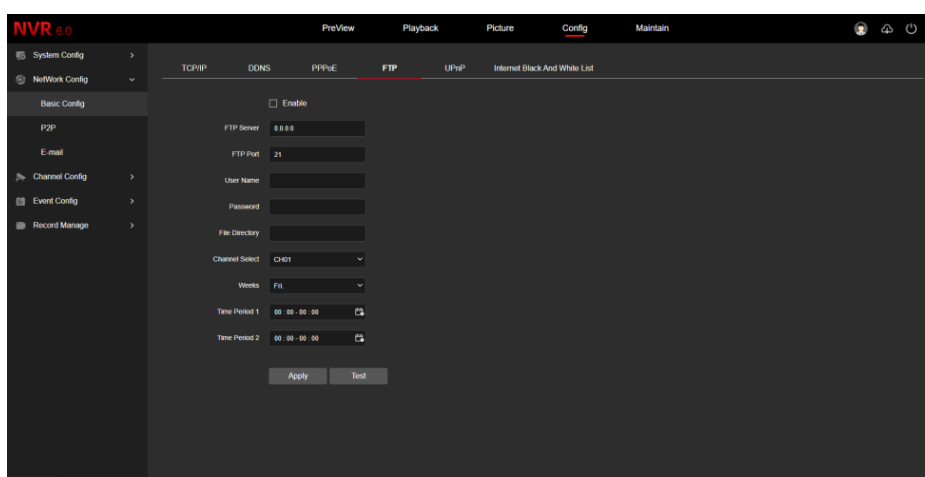 NVR 6.0
PreView
Playback
Picture
Config
Maintain
System Config
NetWork Config
Basic Config
P2P
E-mail
Channel Config
Event Config
Record Manage
TCP/IP
DDNS
PPPoE
FTP
UPnP
Internet Black And White List
Enable
FTP Server 0.0.0.0
FTP Port 21
User Name
Password
File Directory
Channel Select CH01
Weeks Fri.
Time Period 1 00 : 00 - 00 : 00
Time Period 2 00 : 00 - 00 : 00
Apply
Test